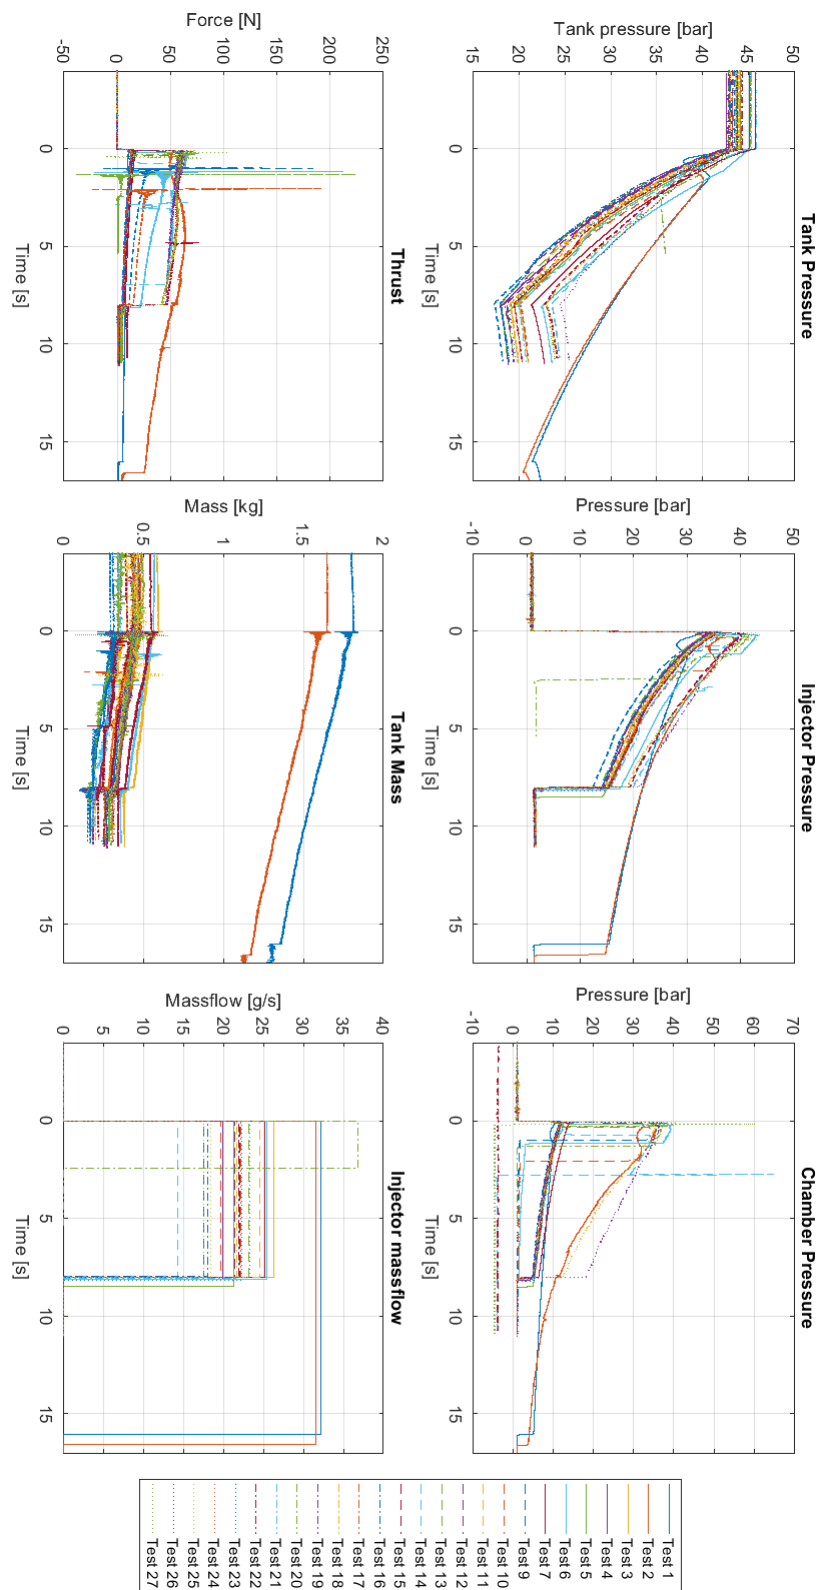 Tank Pressure
Tank pressure [bar]
50
45
40
35
30
25
20
15
0
5
10
15
Time [s]
Injector Pressure
Pressure [bar]
50
40
30
20
10
0
-10
0
5
10
15
Time [s]
Chamber Pressure
Pressure [bar]
70
60
50
40
30
20
10
0
-10
0
5
10
15
Time [s]
Thrust
Force [N]
250
200
150
100
50
0
-50
0
5
10
15
Time [s]
Tank Mass
Mass [kg]
2
1.5
1
0.5
0
0
5
10
15
Time [s]
Injector massflow
Massflow [g/s]
40
35
30
25
20
15
10
5
0
0
5
10
15
Time [s]
Test 1
Test 2
Test 3
Test 4
Test 5
Test 6
Test 7
Test 9
Test 10
Test 11
Test 12
Test 13
Test 14
Test 15
Test 16
Test 17
Test 18
Test 19
Test 20
Test 21
Test 22
Test 23
Test 24
Test 25
Test 26
Test 27